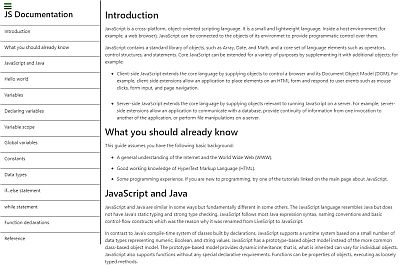 JS Documentation
Introduction
What you should already know
JavaScript and Java
Hello world
Variables
Declaring variables
Variable scope
Global variables
Constants
Data types
if...else statement
while statement
Function declarations
Reference
Introduction
JavaScript is a cross-platform, object-oriented scripting language. It is a small and lightweight language. Inside a host environment (for
example, a web browser), JavaScript can be connected to the objects of its environment to provide programmatic control over them.
JavaScript contains a standard library of objects, such as Array, Date, and Math, and a core set of language elements such as operators,
control structures, and statements. Core JavaScript can be extended for a variety of purposes by supplementing it with additional objects; for
example:
Client-side JavaScript extends the core language by supplying objects to control a browser and its Document Object Model (DOM). For
example, client-side extensions allow an application to place elements on an HTML form and respond to user events such as mouse
clicks, form input, and page navigation.
Server-side JavaScript extends the core language by supplying objects relevant to running JavaScript on a server. For example, server-
side extensions allow an application to communicate with a database, provide continuity of information from one invocation to
another of the application, or perform file manipulations on a server.
What you should already know
This guide assumes you have the following basic background:
A general understanding of the Internet and the World Wide Web (WWW).
Good working knowledge of HyperText Markup Language (HTML).
Some programming experience. If you are new to programming, try one of the tutorials linked on the main page about JavaScript.
JavaScript and Java
JavaScript and Java are similar in some ways but fundamentally different in some others. The JavaScript language resembles Java but does
not have Java's static typing and strong type checking. JavaScript follows most Java expression syntax, naming conventions and basic
control-flow constructs which was the reason why it was renamed from LiveScript to JavaScript.
In contrast to Java's compile-time system of classes built by declarations, JavaScript supports a runtime system based on a small number of
data types representing numeric, Boolean, and string values. JavaScript has a prototype-based object model instead of the more common
class-based object model. The prototype-based model provides dynamic inheritance; that is, what is inherited can vary for individual objects.
JavaScript also supports functions without any special declarative requirements. Functions can be properties of objects, executing as loosely
typed methods.